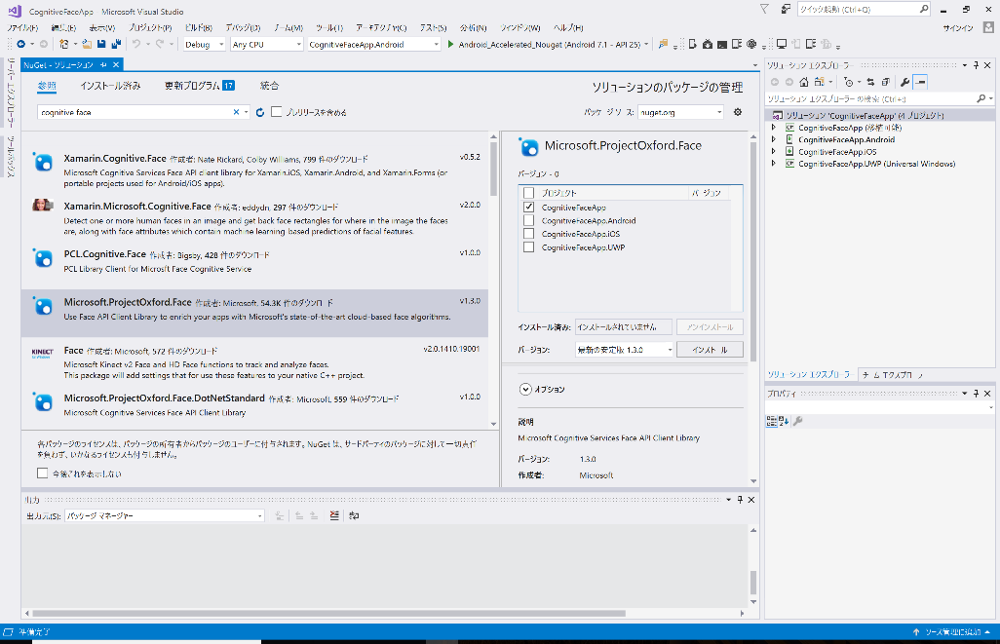 CognitiveFaceApp - Microsoft Visual Studio
クイック起動 (Ctrl+Q)
ファイル(F) 編集(E) 表示(V) プロジェクト(P) ビルド(B) デバッグ(D) チーム(M) ツール(T) アーキテクチャ(C) テスト(S) 分析(N) ウィンドウ(W) ヘルプ(H)
サインイン
Debug Any CPU CognitiveFaceApp.Android Android_Accelerated_Nougat (Android 7.1 - API 25)
サーバー エクスプローラー
ツールボックス
NuGet - ソリューション
参照 インストール済み 更新プログラム 17 統合
ソリューションのパッケージの管理
cognitive face
プレリリースを含める
パッケージ ソース: nuget.org
Xamarin.Cognitive.Face 作成者: Nate Rickard, Colby Williams, 799 件のダウンロード v0.5.2
Microsoft Cognitive Services Face API client library for Xamarin.iOS, Xamarin.Android, and Xamarin.Forms (or
portable projects used for Android/iOS apps).
Xamarin.Microsoft.Cognitive.Face 作成者: eddydn, 297 件のダウンロード v2.0.0
Detect one or more human faces in an image and get back face rectangles for where in the image the faces
are, along with face attributes which contain machine learning-based predictions of facial features.
PCL.Cognitive.Face 作成者: Bigsby, 428 件のダウンロード v1.0.0
PCL Library Client for Microsft Face Cognitive Service
Microsoft.ProjectOxford.Face 作成者: Microsoft, 54.3K 件のダウンロード v1.3.0
Use Face API Client Library to enrich your apps with Microsoft's state-of-the-art cloud-based face algorithms.
KINECT
for Windows
Face 作成者: Microsoft, 572 件のダウンロード v2.0.1410.19001
Microsoft Kinect v2 Face and HD Face functions to track and analyze faces.
This package will add settings that for use these features to your native C++ project.
Microsoft.ProjectOxford.Face.DotNetStandard 作成者: Microsoft, 559 件のダウンロード v1.0.0
Microsoft Cognitive Services Face API Client Library
各パッケージのライセンスは、パッケージの所有者からパッケージのユーザーに付与されます。NuGet は、サードパーティのパッケージに対して一切責任
を負わず、いかなるライセンスも付与しません。
今後これを表示しない
Microsoft.ProjectOxford.Face
バージョン - 0
プロジェクト バージョン
CognitiveFaceApp
CognitiveFaceApp.Android
CognitiveFaceApp.iOS
CognitiveFaceApp.UWP
インストール済み: インストールされていません アンインストール
バージョン: 最新の安定版 1.3.0 インストール
オプション
説明
Microsoft Cognitive Services Face API Client Library
バージョン: 1.3.0
作成者: Microsoft
ソリューション エクスプローラー
ソリューション エクスプローラー の検索 (Ctrl+;)
ソリューション 'CognitiveFaceApp' (4 プロジェクト)
CognitiveFaceApp (移植可能)
CognitiveFaceApp.Android
CognitiveFaceApp.iOS
CognitiveFaceApp.UWP (Universal Windows)
ソリューション エクスプローラー チーム エクスプローラー
プロパティ
出力
出力元(S): パッケージ マネージャー
準備完了
ソース管理に追加